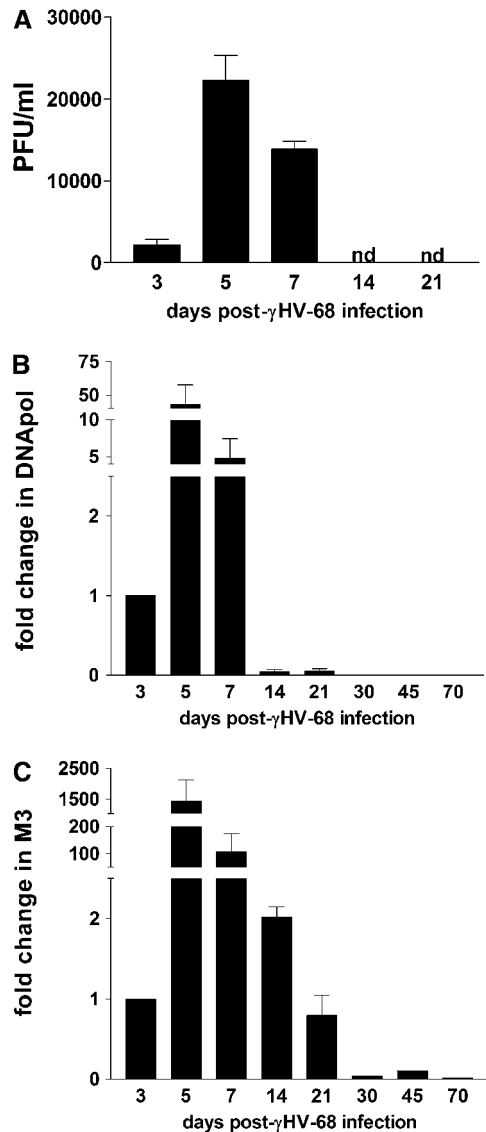 A
PFU/ml
30000
20000
10000
0
nd nd
3 5 7 14 21
days post-γHV-68 infection
B
fold change in DNApol
75
50
10
5
2
1
0
3 5 7 14 21 30 45 70
days post-γHV-68 infection
C
fold change in M3
2500
1500
200
100
2
1
0
3 5 7 14 21 30 45 70
days post-γHV-68 infection